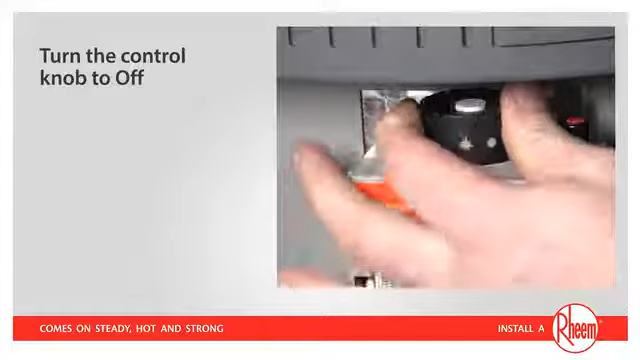 Turn the control
knob to Off
COMES ON STEADY, HOT AND STRONG
INSTALL A Rheem